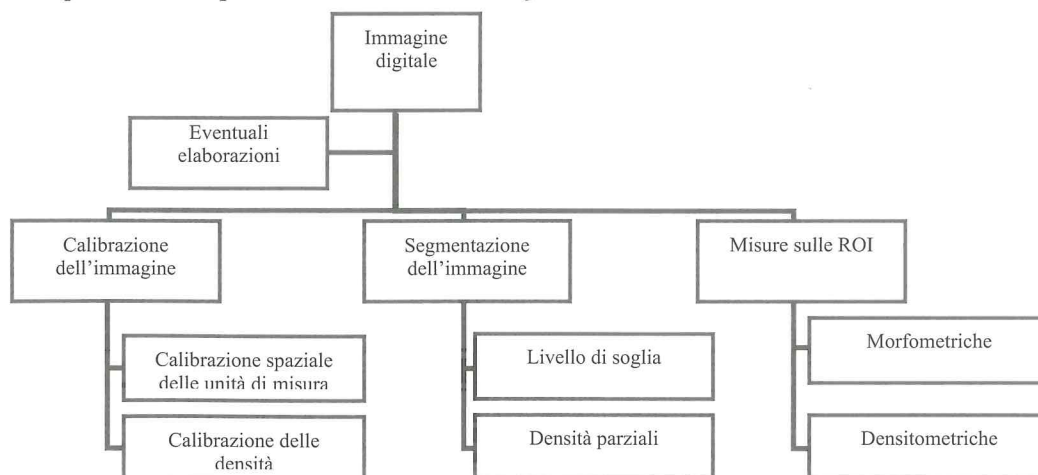 Immagine
digitale
Eventuali
elaborazioni
Calibrazione
dell'immagine
Segmentazione
dell'immagine
Misure sulle ROI
Calibrazione spaziale
delle unità di misura
Livello di soglia
Morfometriche
Calibrazione delle
densità
Densità parziali
Densitometriche